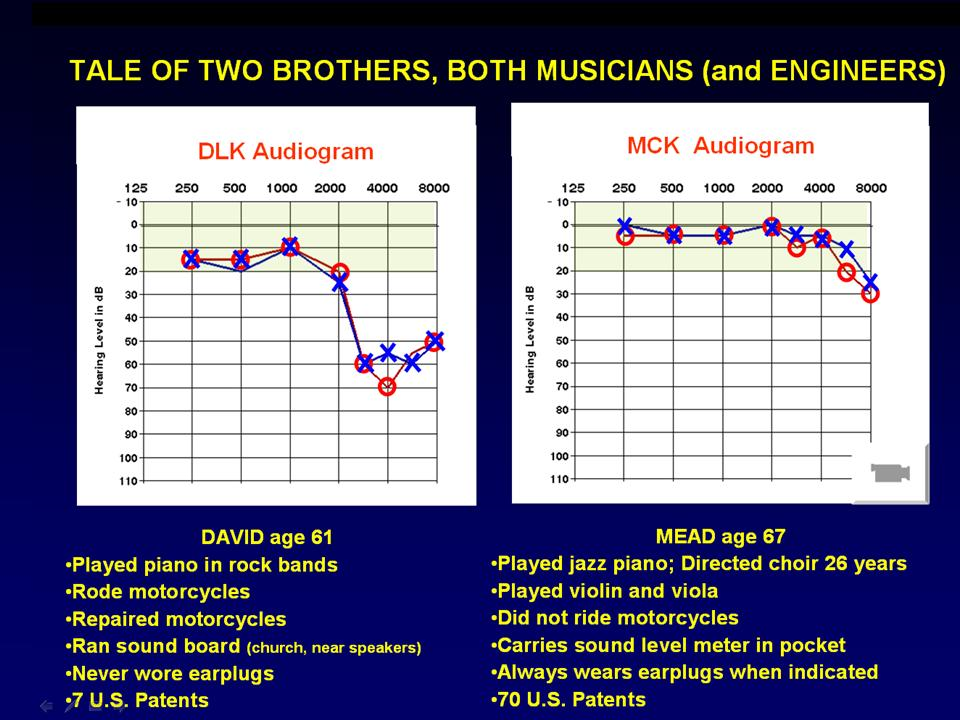 TALE OF TWO BROTHERS, BOTH MUSICIANS (and ENGINEERS)
DLK Audiogram
125 250 500 1000 2000 4000 8000
- 10
0
10
20
30
40
50
60
70
80
90
100
110
Hearing Level in dB
MCK Audiogram
125 250 500 1000 2000 4000 8000
- 10
0
10
20
30
40
50
60
70
80
90
100
110
Hearing Level in dB
DAVID age 61
•Played piano in rock bands
•Rode motorcycles
•Repaired motorcycles
•Ran sound board (church, near speakers)
•Never wore earplugs
•7 U.S. Patents
MEAD age 67
•Played jazz piano; Directed choir 26 years
•Played violin and viola
•Did not ride motorcycles
•Carries sound level meter in pocket
•Always wears earplugs when indicated
•70 U.S. Patents